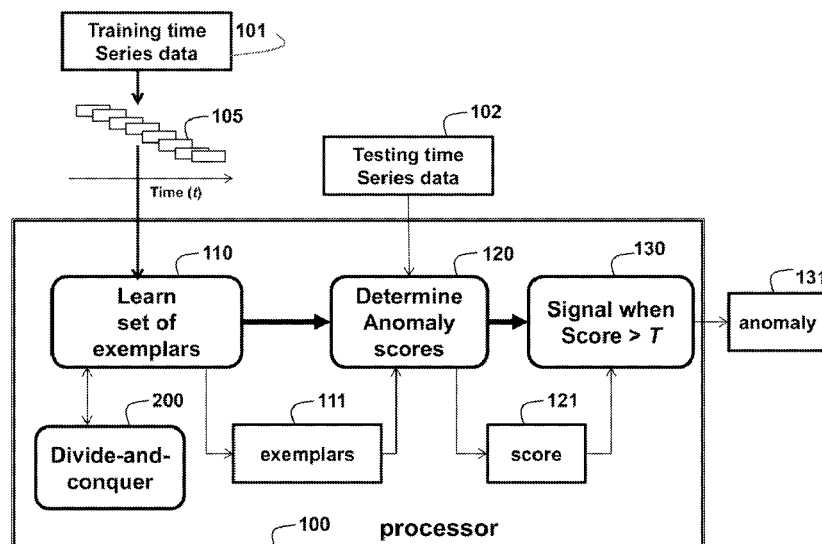 Training time
Series data
101
105
Time (t)
102
Testing time
Series data
110
Learn
set of
exemplars
120
Determine
Anomaly
scores
130
Signal when
Score > T
131
anomaly
200
Divide-and-
conquer
111
exemplars
121
score
100
processor